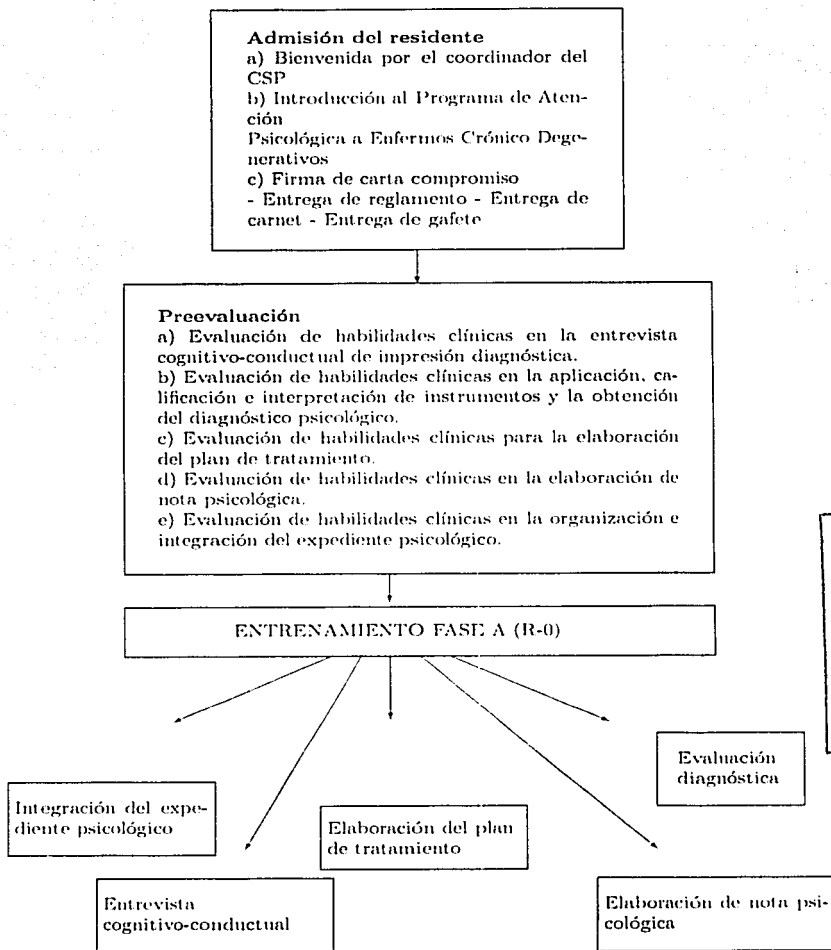 Admisión del residente
a) Bienvenida por el coordinador del
CSP
b) Introducción al Programa de Aten-
ción
Psicológica a Enfermos Crónico Dege-
nerativos
c) Firma de carta compromiso
- Entrega de reglamento - Entrega de
carnet - Entrega de gafete
Preevaluación
a) Evaluación de habilidades clínicas en la entrevista
cognitivo-conductual de impresión diagnóstica.
b) Evaluación de habilidades clínicas en la aplicación, ca-
lificación e interpretación de instrumentos y la obtención
del diagnóstico psicológico.
c) Evaluación de habilidades clínicas para la elaboración
del plan de tratamiento.
d) Evaluación de habilidades clínicas en la elaboración de
nota psicológica.
e) Evaluación de habilidades clínicas en la organización e
integración del expediente psicológico.
ENTRENAMIENTO FASE A (R-0)
Evaluación
diagnóstica
Integración del expe-
diente psicológico
Elaboración del plan
de tratamiento
Entrevista
cognitivo-conductual
Elaboración de nota psi-
cológica